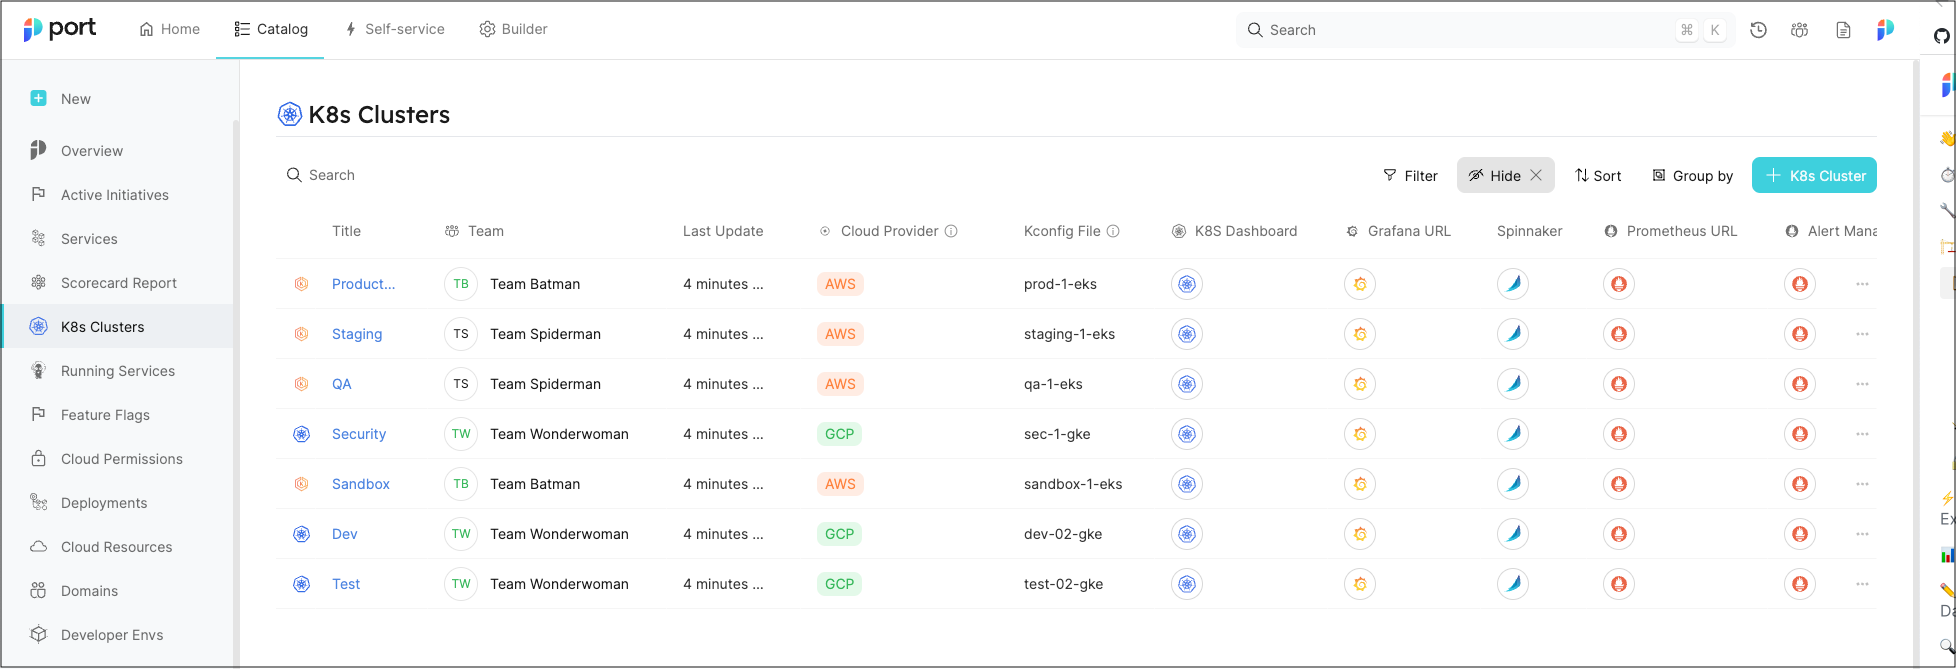 port Home Catalog Self-service Builder Search ⌘ K
New
Overview
Active Initiatives
Services
Scorecard Report
K8s Clusters
Running Services
Feature Flags
Cloud Permissions
Deployments
Cloud Resources
Domains
Developer Envs
K8s Clusters
Search Filter Hide Sort Group by + K8s Cluster
Title Team Last Update Cloud Provider Kconfig File K8S Dashboard Grafana URL Spinnaker Prometheus URL Alert Mana
Product... TB Team Batman 4 minutes ... AWS prod-1-eks ...
Staging TS Team Spiderman 4 minutes ... AWS staging-1-eks ...
QA TS Team Spiderman 4 minutes ... AWS qa-1-eks ...
Security TW Team Wonderwoman 4 minutes ... GCP sec-1-gke ...
Sandbox TB Team Batman 4 minutes ... AWS sandbox-1-eks ...
Dev TW Team Wonderwoman 4 minutes ... GCP dev-02-gke ...
Test TW Team Wonderwoman 4 minutes ... GCP test-02-gke ...
Ex
Da